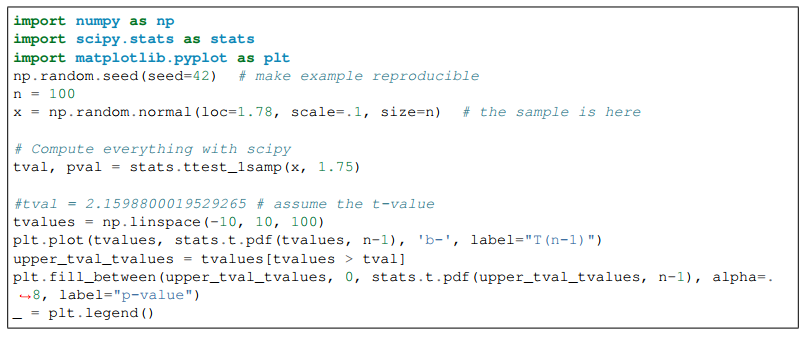 import numpy as np
import scipy.stats as stats
import matplotlib.pyplot as plt
np.random.seed(seed=42)  # make example reproducible
n = 100
x = np.random.normal(loc=1.78, scale=.1, size=n)  # the sample is here
# Compute everything with scipy
tval, pval = stats.ttest_1samp(x, 1.75)
#tval = 2.1598800019529265 # assume the t-value
tvalues = np.linspace(-10, 10, 100)
plt.plot(tvalues, stats.t.pdf(tvalues, n-1), 'b-', label="T(n-1)")
upper_tval_tvalues = tvalues[tvalues > tval]
plt.fill_between(upper_tval_tvalues, 0, stats.t.pdf(upper_tval_tvalues, n-1), alpha=.
↪8, label="p-value")
_ = plt.legend()